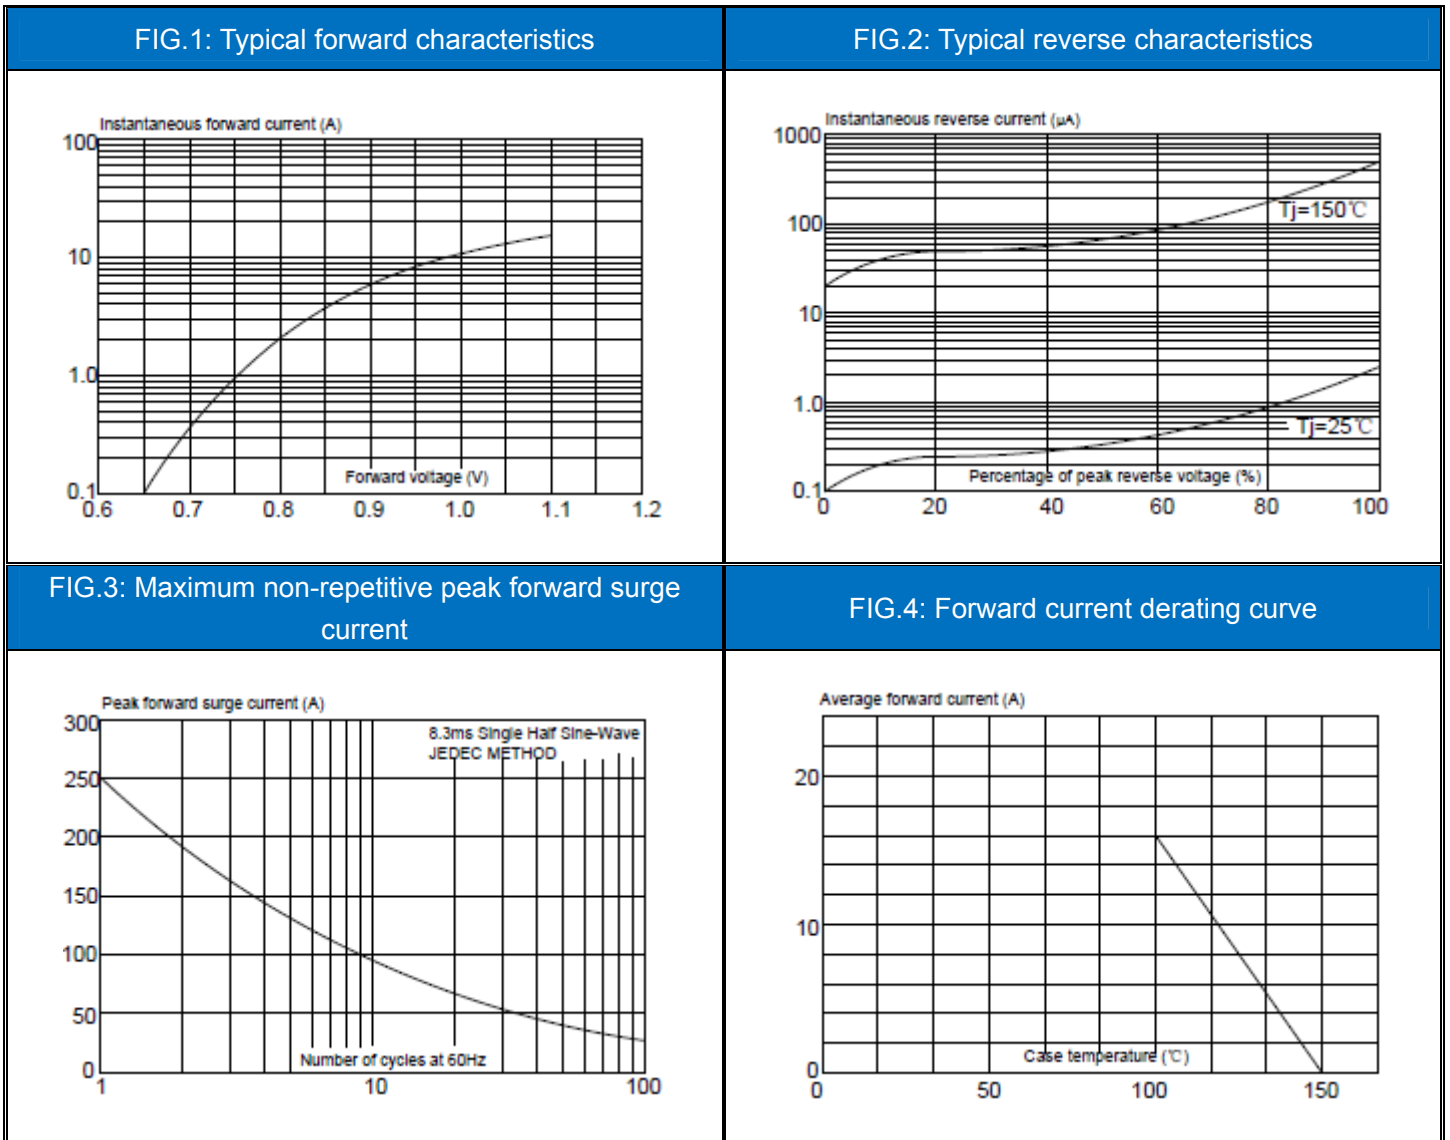 FIG.1: Typical forward characteristics
FIG.2: Typical reverse characteristics
Instantaneous forward current (A)
100
10
1.0
0.1
Forward voltage (V)
0.6 0.7 0.8 0.9 1.0 1.1 1.2
Instantaneous reverse current (μA)
1000
100
10
1.0
0.1
Tj=150℃
Tj=25℃
Percentage of peak reverse voltage (%)
0 20 40 60 80 100
FIG.3: Maximum non-repetitive peak forward surge
current
FIG.4: Forward current derating curve
Peak forward surge current (A)
300
250
200
150
100
50
0
8.3ms Single Half Sine-Wave
JEDEC METHOD
Number of cycles at 60Hz
1 10 100
Average forward current (A)
20
10
0
Case temperature (℃)
0 50 100 150